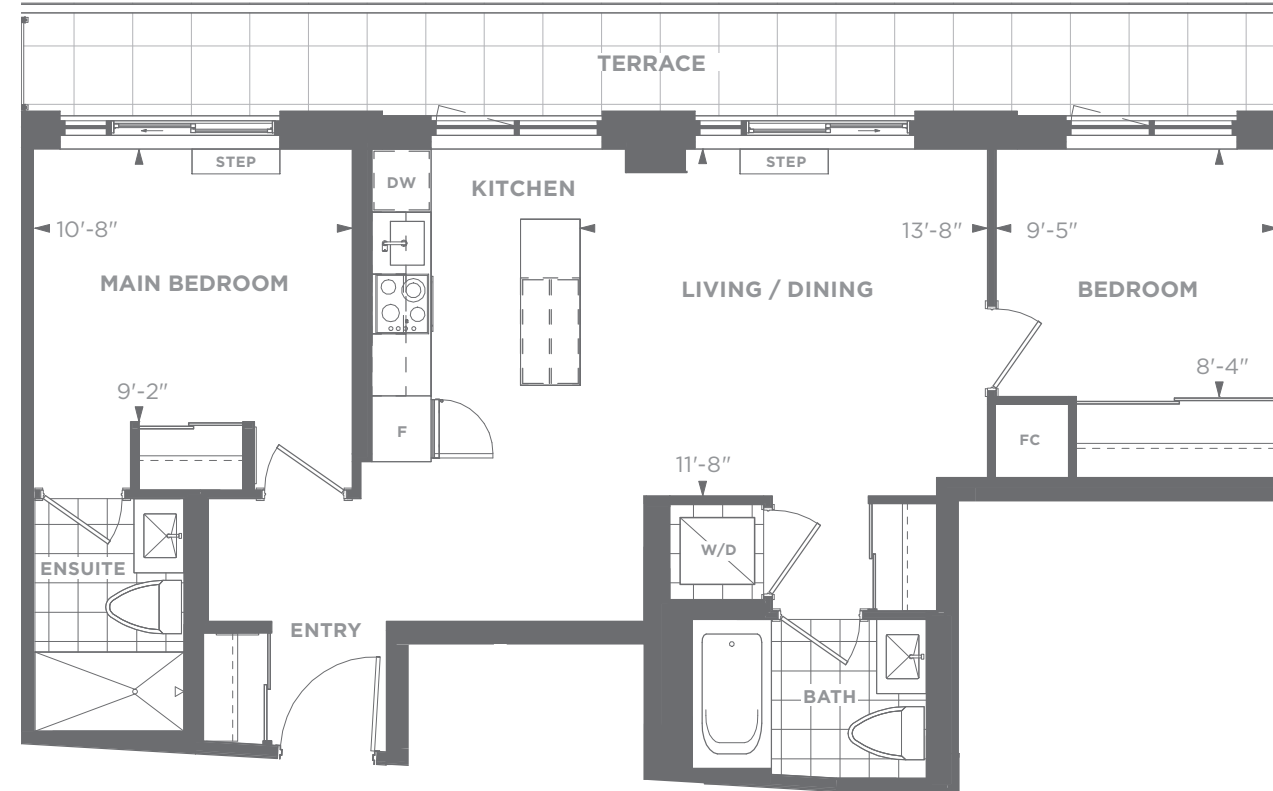 TERRACE
STEP
STEP
DW
KITCHEN
10'-8"
13'-8"
9'-5"
MAIN BEDROOM
LIVING / DINING
BEDROOM
8'-4"
9'-2"
F
FC
11'-8"
W/D
ENSUITE
ENTRY
BATH